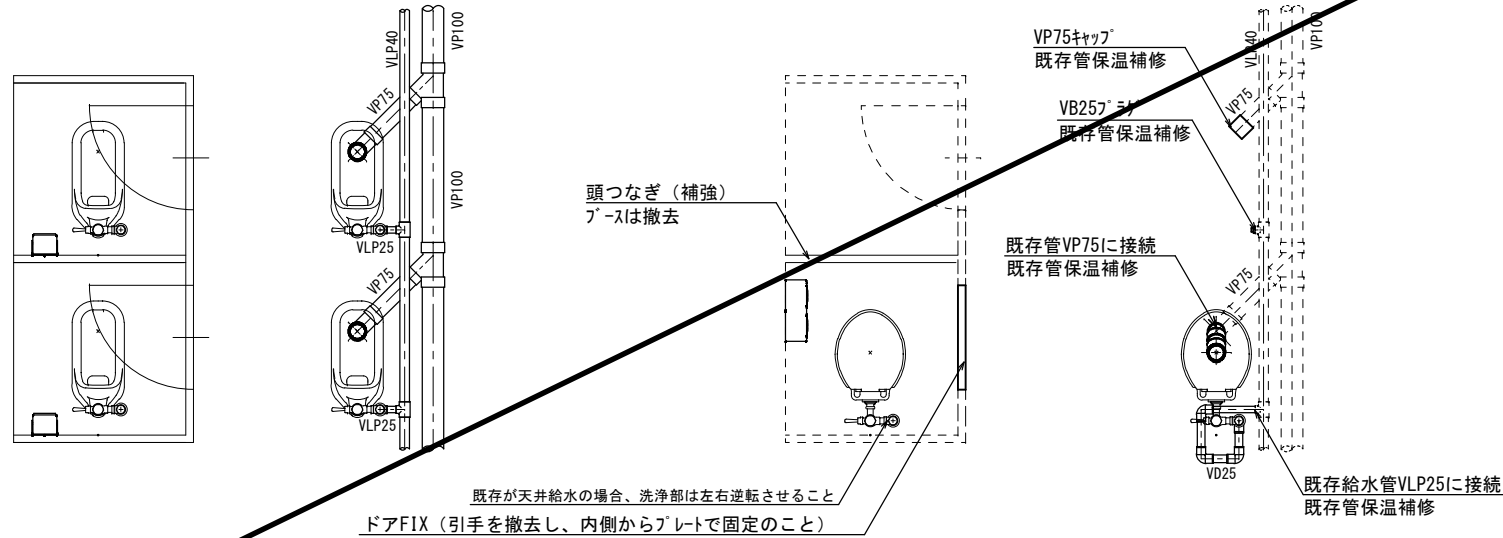 VLP40
VP100
VP75
VP100
VLP25
VP75
VLP25
頭つなぎ（補強）
ﾌﾞｰｽは撤去
既存が天井給水の場合、洗浄部は左右逆転させること
ドアFIX（引手を撤去し、内側からﾌﾟﾚｰﾄで固定のこと）
VP75ｷｬｯﾌﾟ
既存管保温補修
VLP40
VP100
VP75
VB25ﾌﾟﾗｸﾞ
既存管保温補修
既存管VP75に接続
既存管保温補修
VP75
VD25
既存給水管VLP25に接続
既存管保温補修